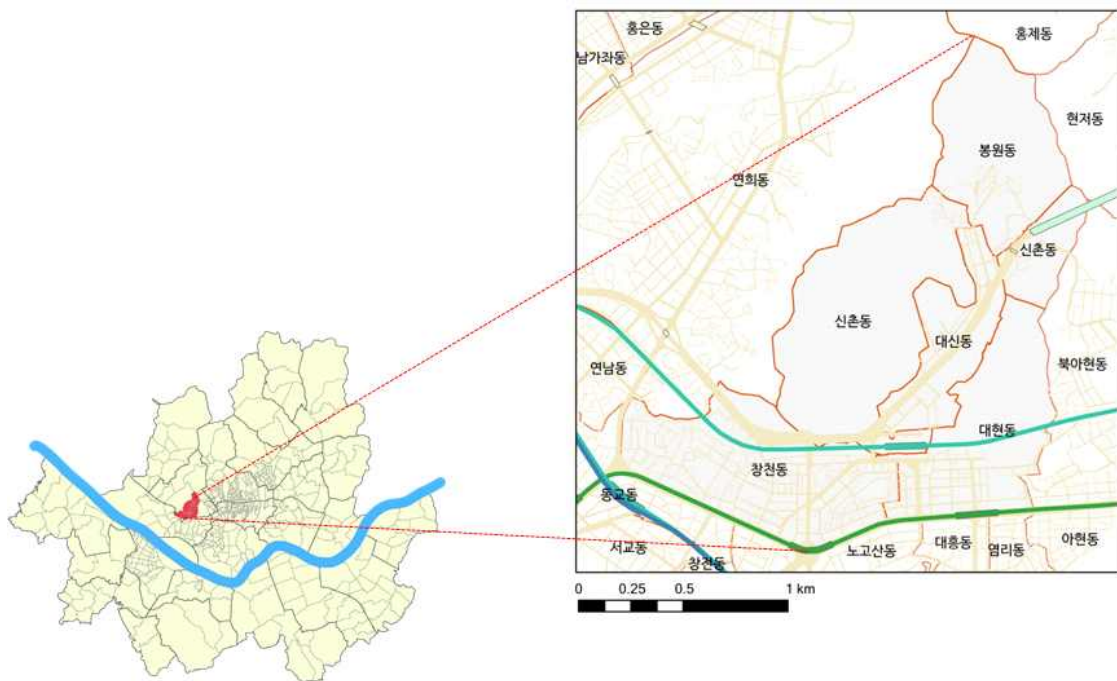 홍은동
홍제동
남가좌동
현저동
봉원동
연희동
신촌동
신촌동
대신동
연남동
북아현동
대현동
창천동
동교동
서교동
창전동
노고산동
대흥동
염리동
아현동
0 0.25 0.5 1 km